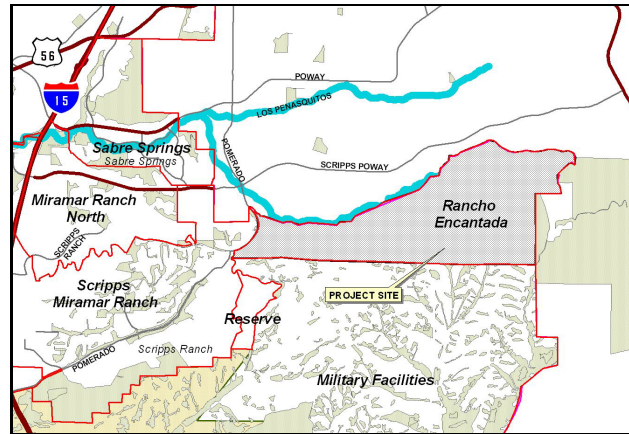 56
15
POWAY
LOS PENASQUITOS
Sabre Springs
Sabre Springs
POMERADO
SCRIPPS POWAY
Miramar Ranch
North
Rancho
Encantada
SCRIPPS
RANCH
Scripps
Miramar Ranch
PROJECT SITE
Reserve
Scripps Ranch
POMERADO
Military Facilities